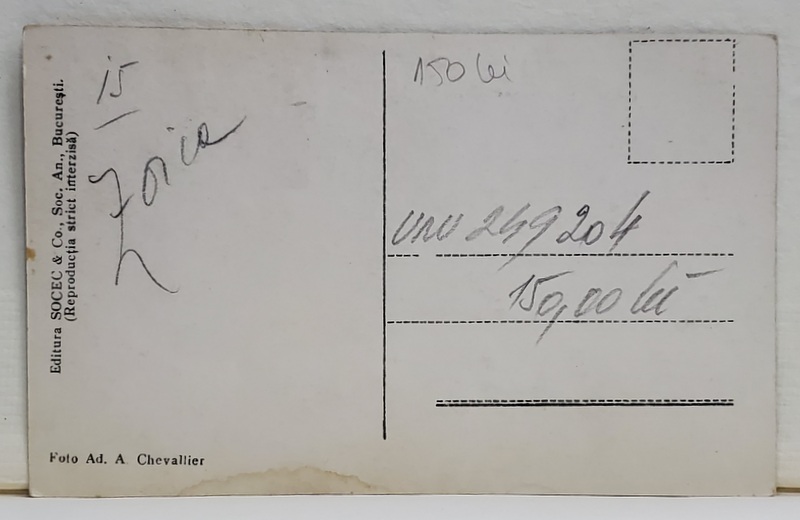 Editura SOCEC & Co., Soc. An., Bucureşti.
(Reproducţia strict interzisă)
15
Zoica
150 lei
249204
150,00 lei
Foto Ad. A. Chevallier